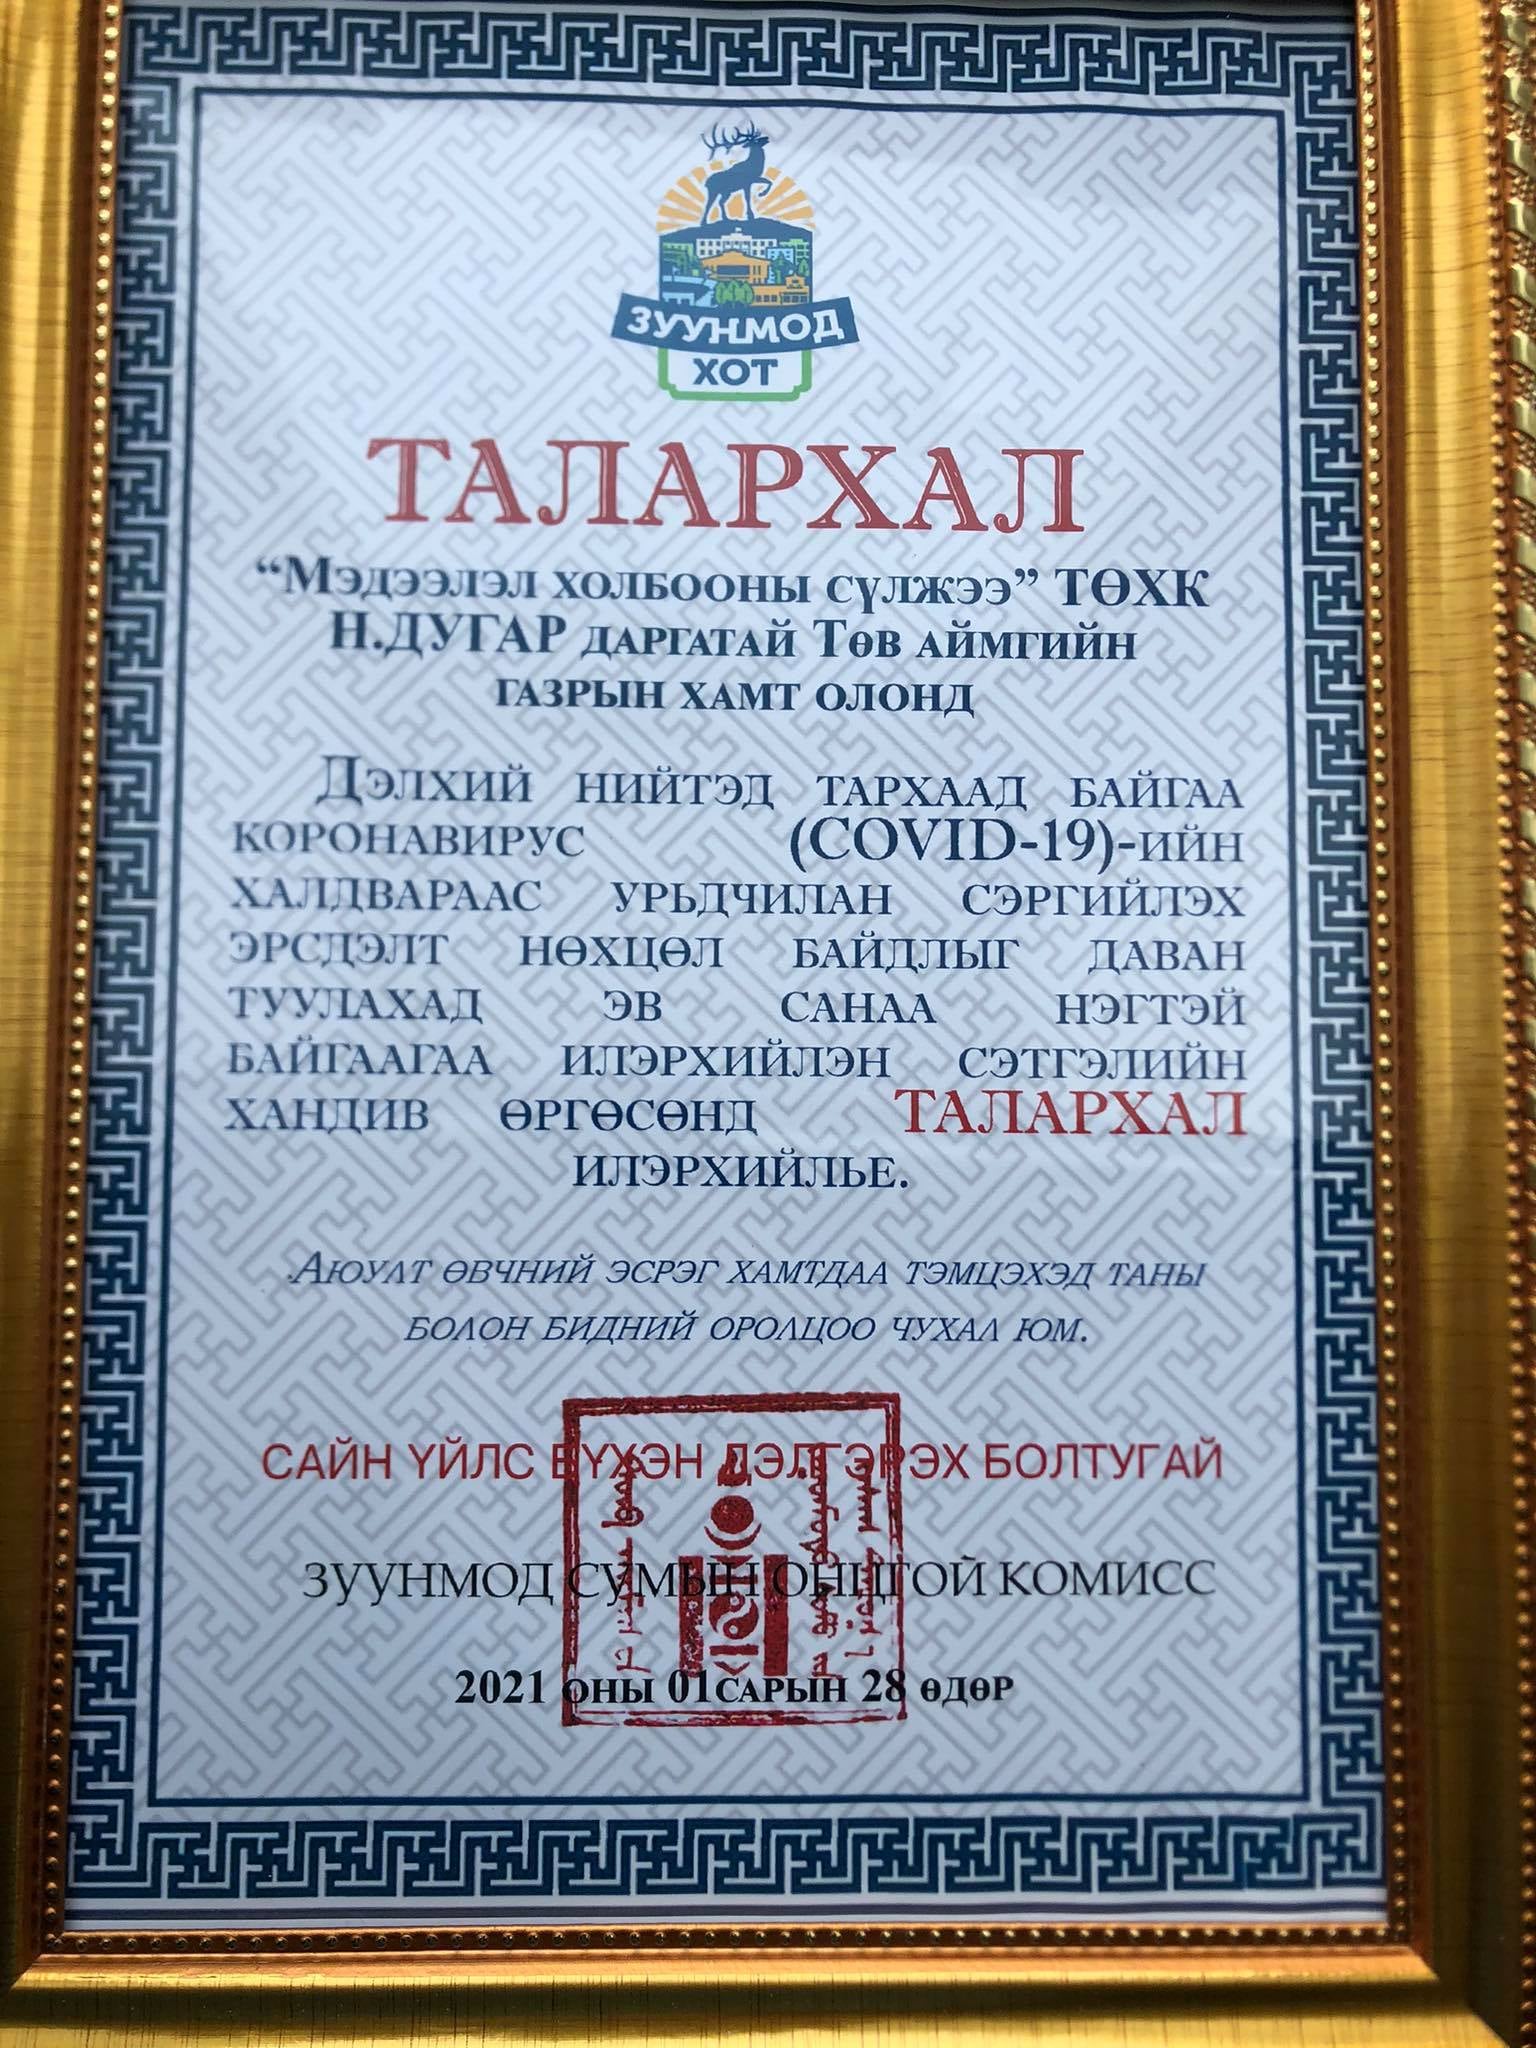 ЗУУНМОД
ХОТ
ТАЛАРХАЛ
“МЭДЭЭЛЭЛ ХОЛБООНЫ СҮЛЖЭЭ” ТӨХК
Н.ДУГАР ДАРГАТАЙ ТӨВ АЙМГИЙН
ГАЗРЫН ХАМТ ОЛОНД
ДЭЛХИЙ НИЙТЭД ТАРХААД БАЙГАА
КОРОНАВИРУС (COVID-19)-ИЙН
ХАЛДВАРААС УРЬДЧИЛАН СЭРГИЙЛЭХ
ЭРСДЭЛТ НӨХЦӨЛ БАЙДЛЫГ ДАВАН
ТУУЛАХАД ЭВ САНАА НЭГТЭЙ
БАЙГААГАА ИЛЭРХИЙЛЭН СЭТГЭЛИЙН
ХАНДИВ ӨРГӨСӨНД ТАЛАРХАЛ
ИЛЭРХИЙЛЬЕ.
АЮУЛТ ӨВЧНИЙ ЭСРЭГ ХАМТДАА ТЭМЦЭХЭД ТАНЫ
БОЛОН БИДНИЙ ОРОЛЦОО ЧУХАЛ ЮМ.
САЙН ҮЙЛС БҮХЭН ДЭЛГЭРЭХ БОЛТУГАЙ
ЗУУНМОД СУМЫН ОНЦГОЙ КОМИСС
2021 ОНЫ 01САРЫН 28 ӨДӨР